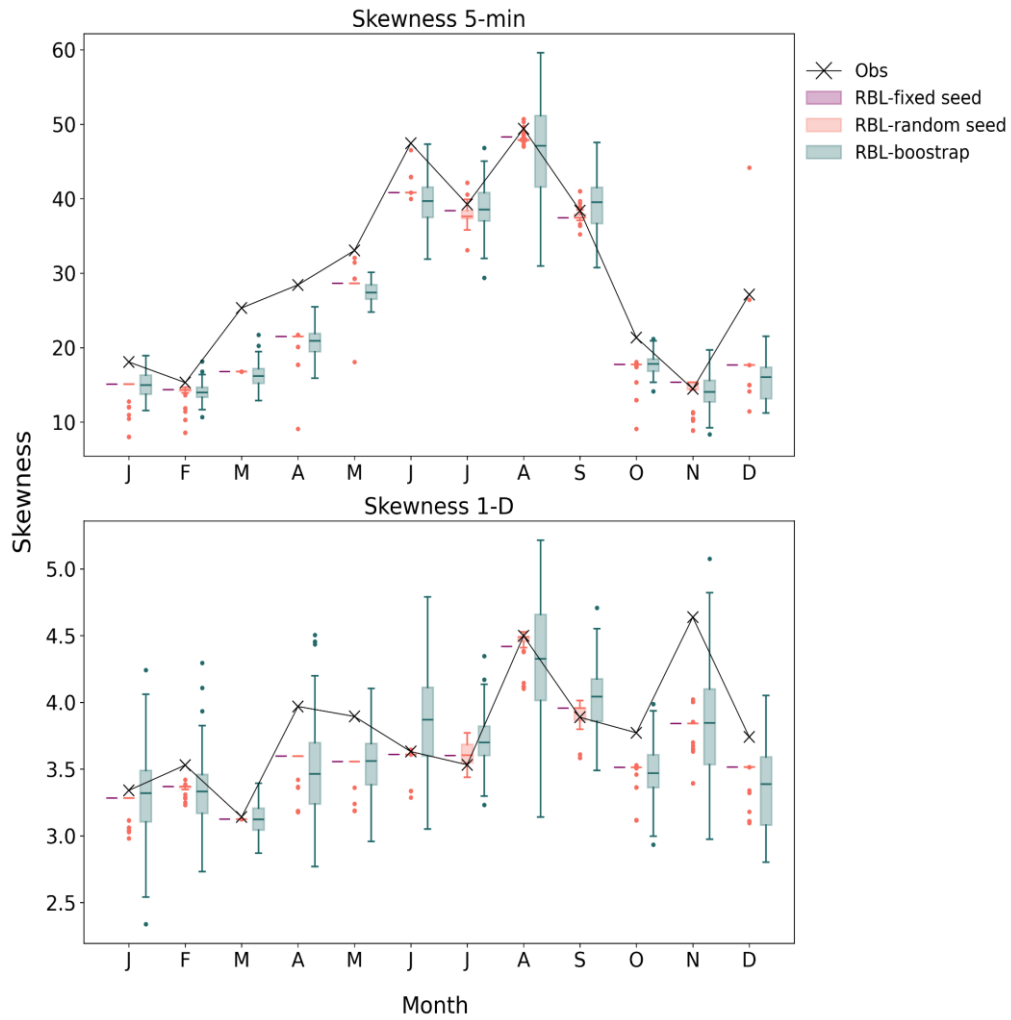 Skewness 5-min
60
50
40
30
20
10
J F M A M J J A S O N D
Obs
RBL-fixed seed
RBL-random seed
RBL-boostrap
Skewness
Skewness 1-D
5.0
4.5
4.0
3.5
3.0
2.5
J F M A M J J A S O N D
Month